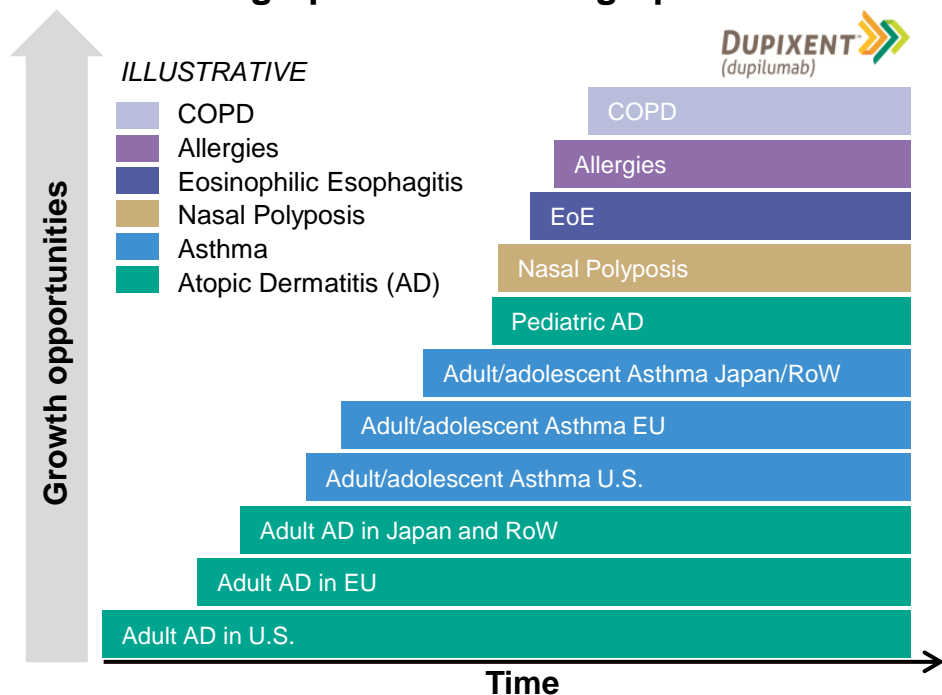 DUPIXENT™
(dupilumab)
ILLUSTRATIVE
COPD
Allergies
Eosinophilic Esophagitis
Nasal Polyposis
Asthma
Atopic Dermatitis (AD)
Growth opportunities
COPD
Allergies
EoE
Nasal Polyposis
Pediatric AD
Adult/adolescent Asthma Japan/RoW
Adult/adolescent Asthma EU
Adult/adolescent Asthma U.S.
Adult AD in Japan and RoW
Adult AD in EU
Adult AD in U.S.
Time